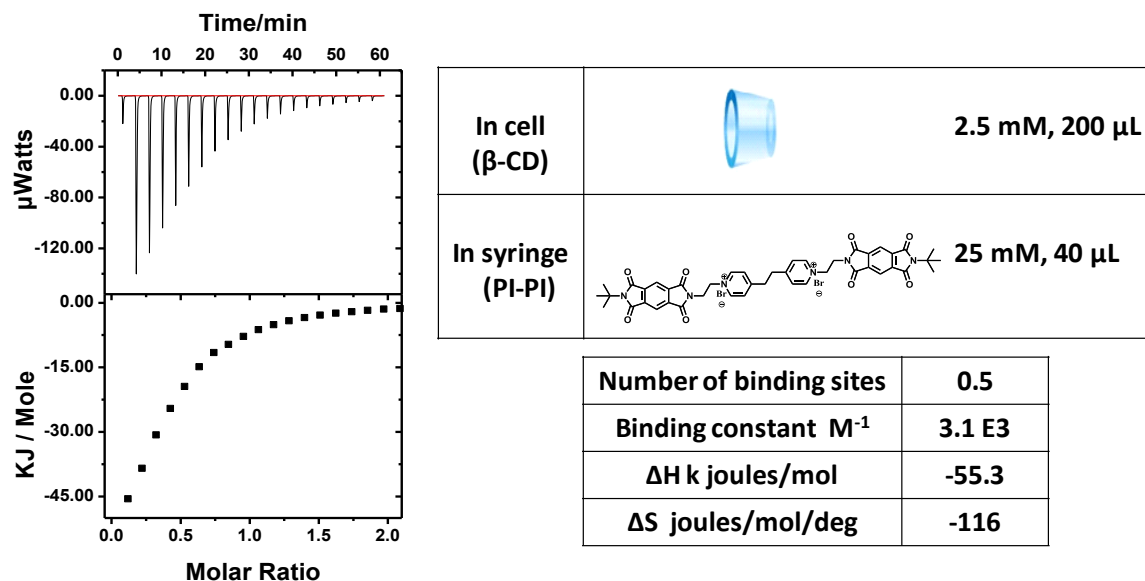 Time/min
0 10 20 30 40 50 60
0.00
-40.00
-80.00
-120.00
µWatts
0.00
-15.00
-30.00
-45.00
KJ / Mole
0.0 0.5 1.0 1.5 2.0
Molar Ratio
In cell
(β-CD)
2.5 mM, 200 µL
In syringe
(PI-PI)
25 mM, 40 µL
O O O O
N N
O O O O
N
⊕
Br
⊖
N
⊕
Br
⊖
O O O O
N N
O O O O
Number of binding sites 0.5
Binding constant M⁻¹ 3.1 E3
ΔH k joules/mol -55.3
ΔS joules/mol/deg -116